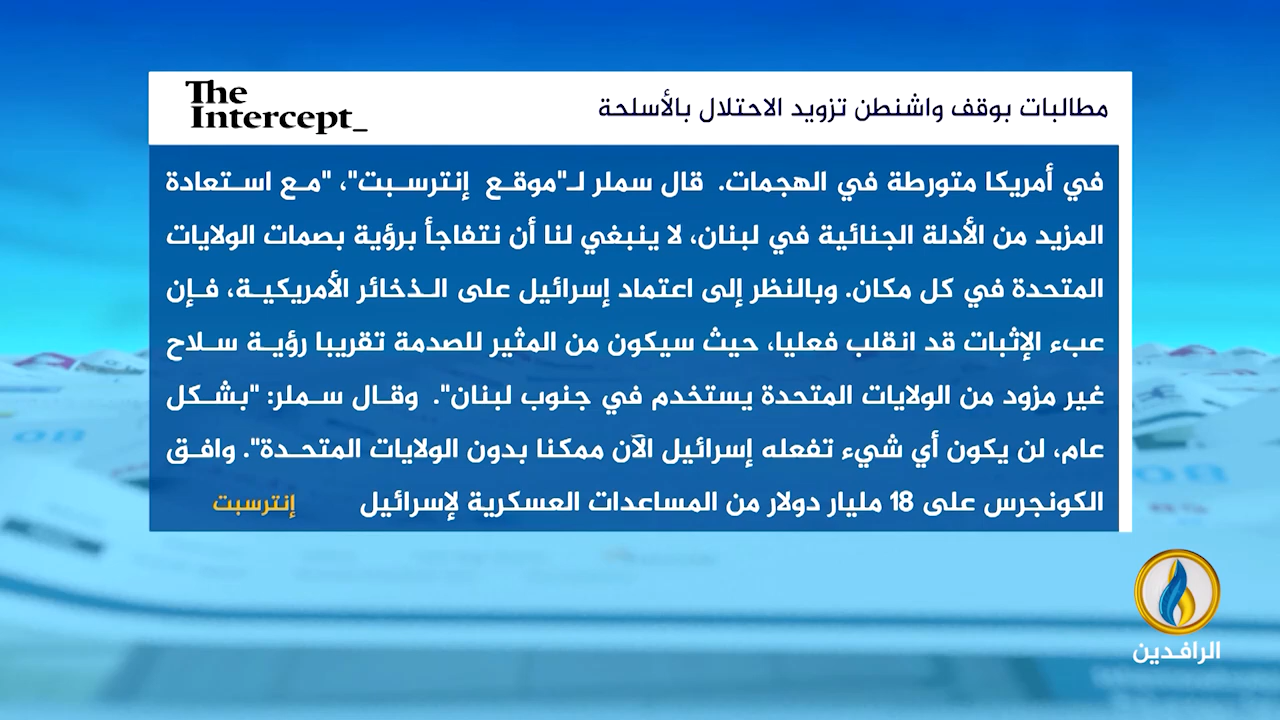 The
Intercept_
مطالبات بوقف واشنطن تزويد الاحتلال بالأسلحة
في أمريكا متورطة في الهجمات. قال سملر لـ"موقع إنترسبت"، "مع استعادة
المزيد من الأدلة الجنائية في لبنان، لا ينبغي لنا أن نتفاجأ برؤية بصمات الولايات
المتحدة في كل مكان. وبالنظر إلى اعتماد إسرائيل على الذخائر الأمريكية، فإن
عبء الإثبات قد انقلب فعليا، حيث سيكون من المثير للصدمة تقريبا رؤية سلاح
غير مزود من الولايات المتحدة يستخدم في جنوب لبنان". وقال سملر: "بشكل
عام، لن يكون أي شيء تفعله إسرائيل الآن ممكنا بدون الولايات المتحدة". وافق
الكونجرس على 18 مليار دولار من المساعدات العسكرية لإسرائيل
إنترسبت
الرافدين